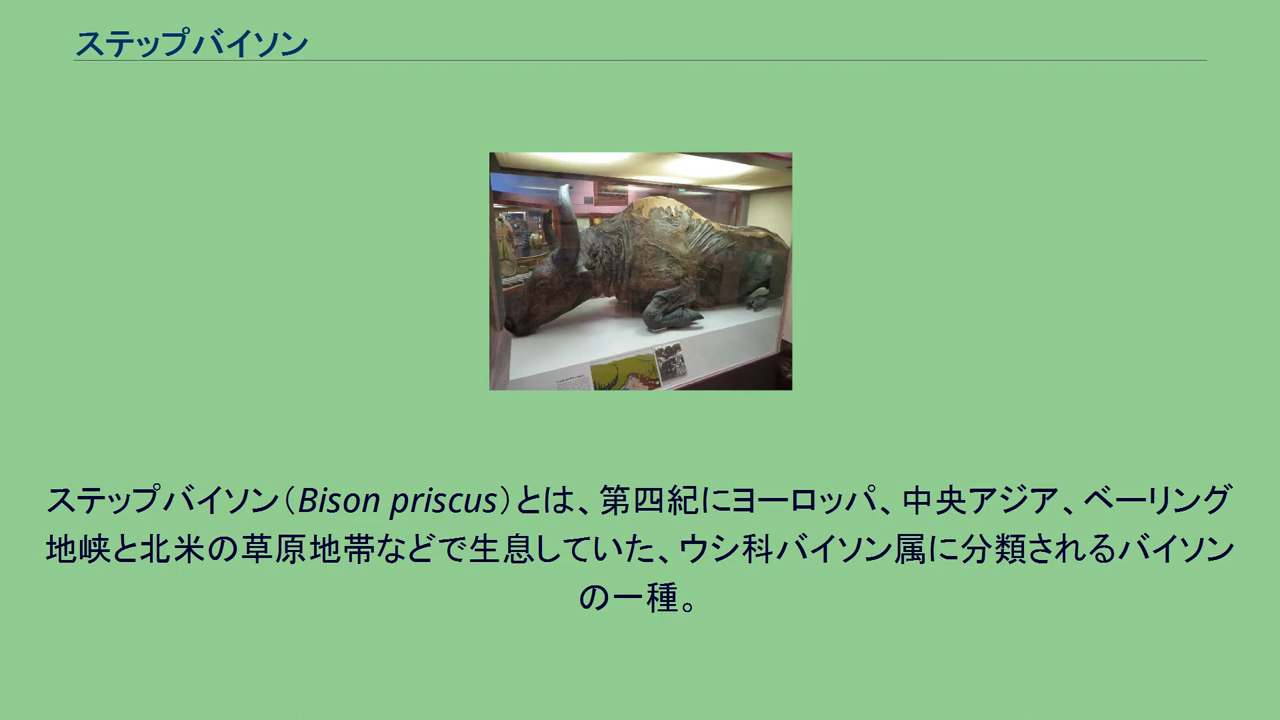 ステップバイソン
ステップバイソン（Bison priscus）とは、第四紀にヨーロッパ、中央アジア、ベーリング
地峡と北米の草原地帯などで生息していた、ウシ科バイソン属に分類されるバイソン
の一種。